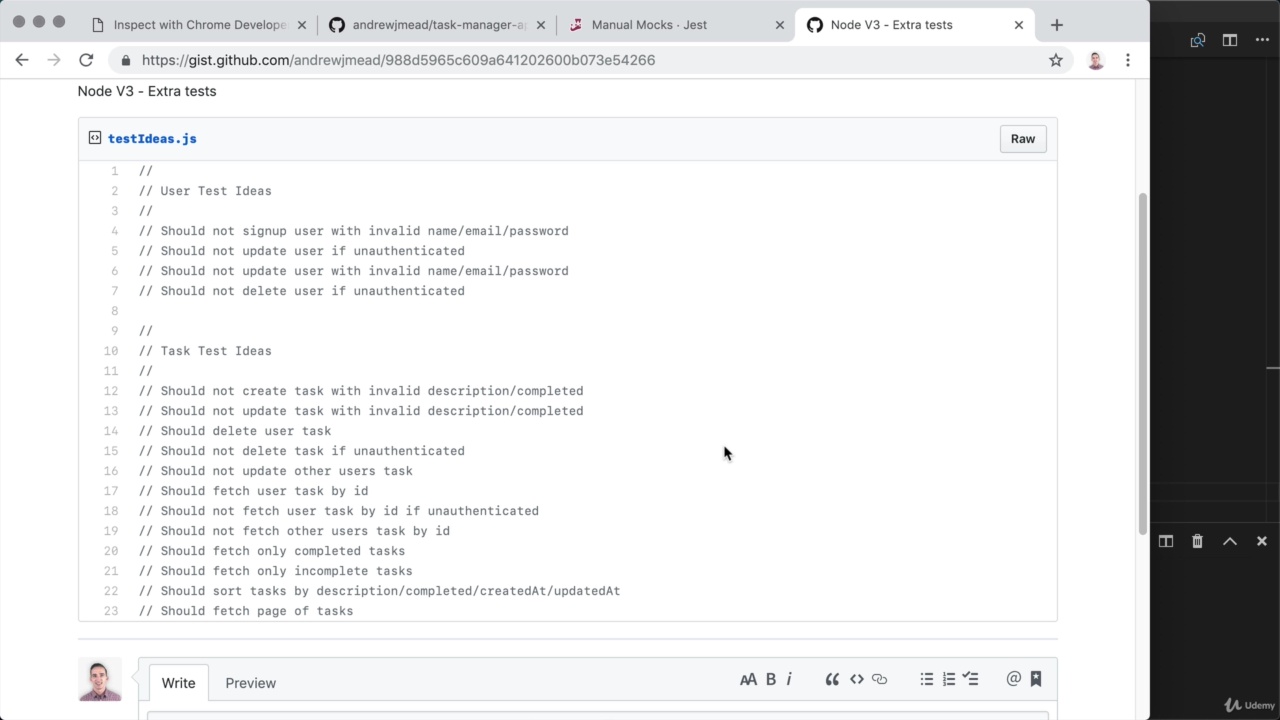 Inspect with Chrome Develope
andrewjmead/task-manager-a
Manual Mocks · Jest
Node V3 - Extra tests
https://gist.github.com/andrewjmead/988d5965c609a641202600b073e54266
Node V3 - Extra tests
testIdeas.js
Raw
1 //
2 // User Test Ideas
3 //
4 // Should not signup user with invalid name/email/password
5 // Should not update user if unauthenticated
6 // Should not update user with invalid name/email/password
7 // Should not delete user if unauthenticated
8
9 //
10 // Task Test Ideas
11 //
12 // Should not create task with invalid description/completed
13 // Should not update task with invalid description/completed
14 // Should delete user task
15 // Should not delete task if unauthenticated
16 // Should not update other users task
17 // Should fetch user task by id
18 // Should not fetch user task by id if unauthenticated
19 // Should not fetch other users task by id
20 // Should fetch only completed tasks
21 // Should fetch only incomplete tasks
22 // Should sort tasks by description/completed/createdAt/updatedAt
23 // Should fetch page of tasks
Write
Preview
AA B i
Udemy